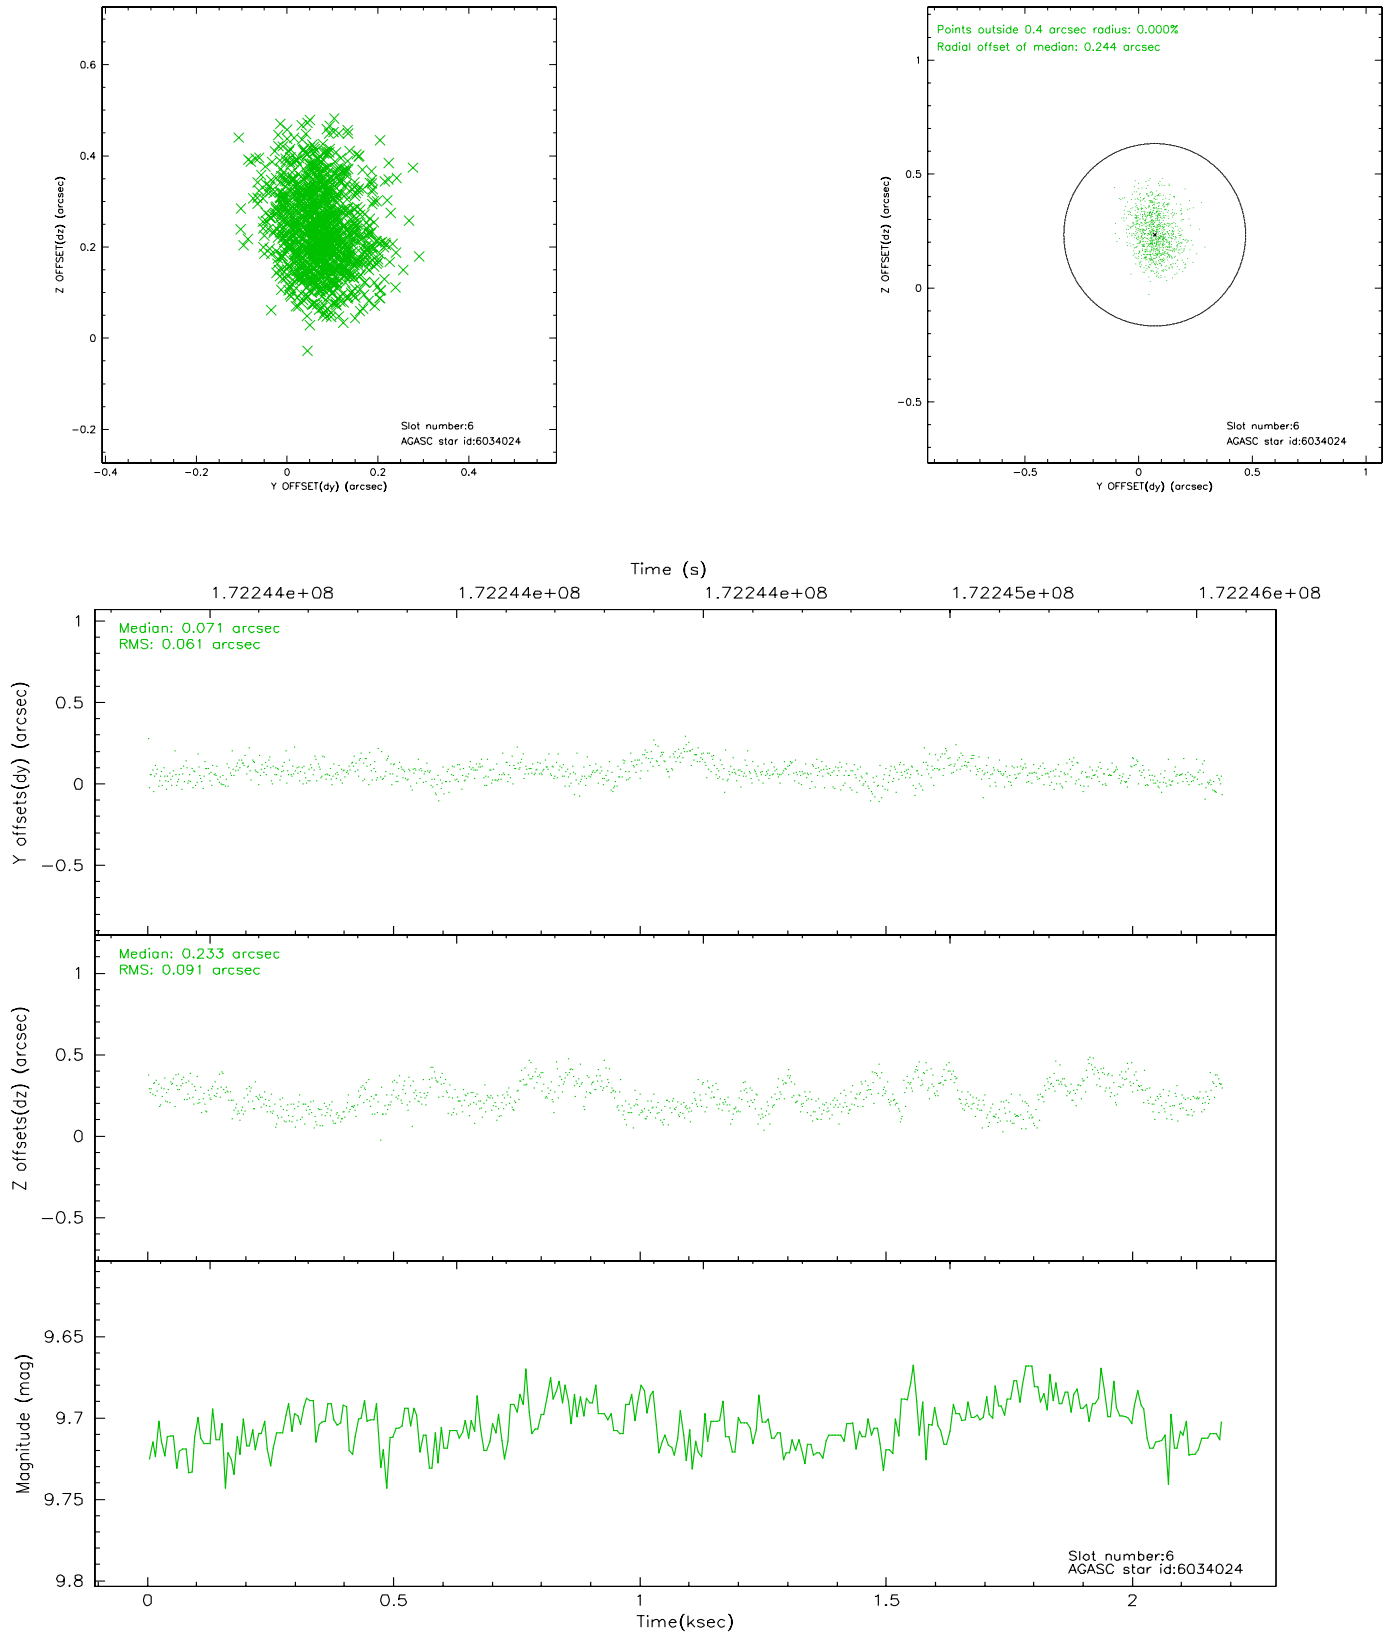 0.6
0.4
0.2
0
−0.2
Z OFFSET(dz) (arcsec)
Slot number:6
AGASC star id:6034024
−0.4 −0.2 0 0.2 0.4
Y OFFSET(dy) (arcsec)
Points outside 0.4 arcsec radius: 0.000%
Radial offset of median: 0.244 arcsec
1
0.5
0
−0.5
Z OFFSET(dz) (arcsec)
Slot number:6
AGASC star id:6034024
−0.5 0 0.5 1
Y OFFSET(dy) (arcsec)
Time (s)
1.72244e+08 1.72244e+08 1.72244e+08 1.72245e+08 1.72246e+08
Median: 0.071 arcsec
RMS: 0.061 arcsec
1
0.5
0
−0.5
Y offsets(dy) (arcsec)
Median: 0.233 arcsec
RMS: 0.091 arcsec
1
0.5
0
−0.5
Z offsets(dz) (arcsec)
9.65
9.7
9.75
9.8
Magnitude (mag)
Slot number:6
AGASC star id:6034024
0 0.5 1 1.5 2
Time(ksec)